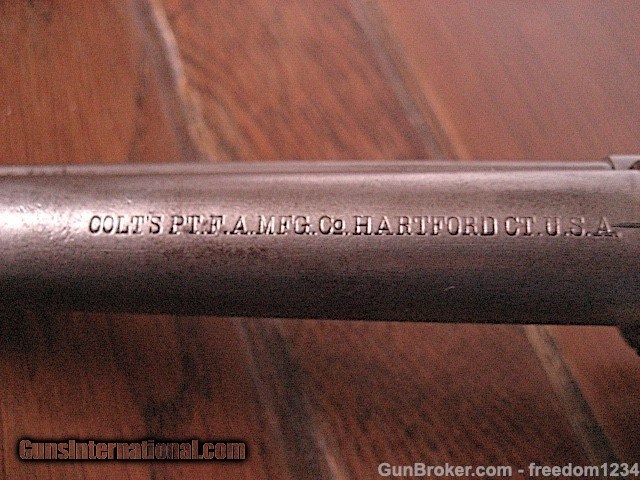 COLT'S PT.F.A.MFG.Co.HARTFORD CT.U.S.A.
GunsInternational.com
GunBroker.com - freedom1234